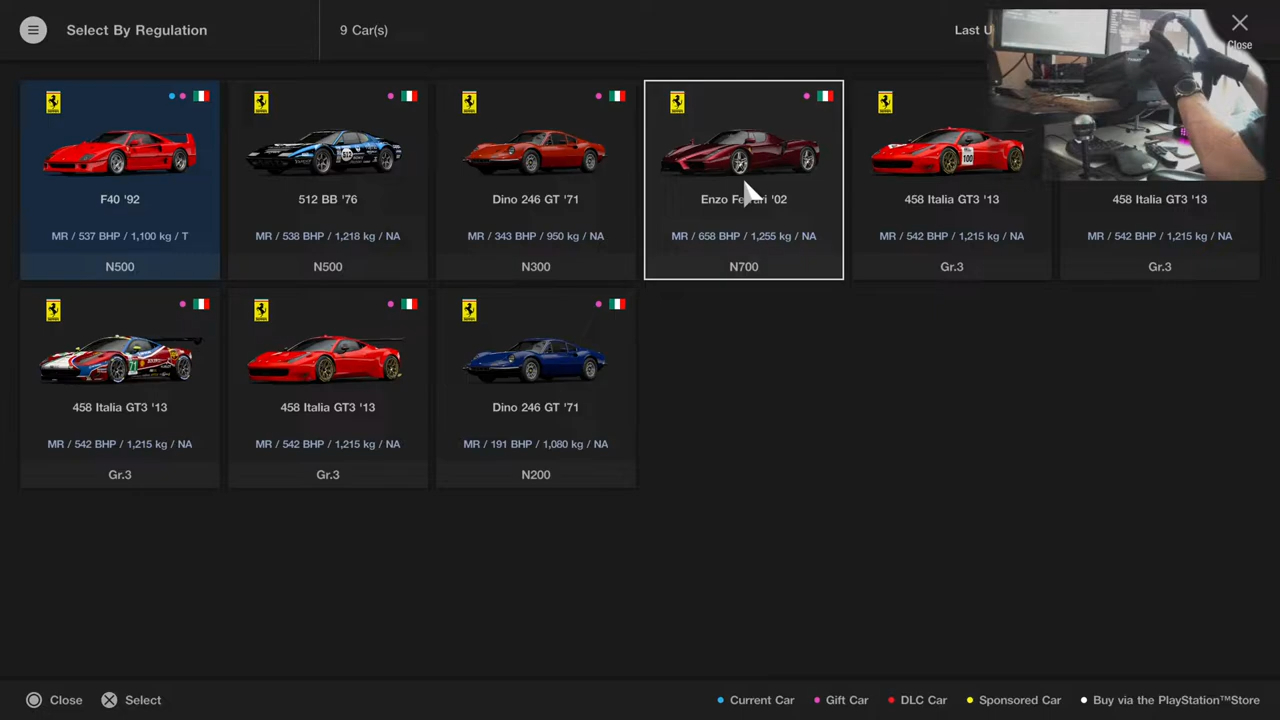 Select By Regulation
9 Car(s)
Last U
Close
F40 '92
MR / 537 BHP / 1,100 kg / T
N500
512 BB '76
MR / 538 BHP / 1,218 kg / NA
N500
Dino 246 GT '71
MR / 343 BHP / 950 kg / NA
N300
Enzo Ferrari '02
MR / 658 BHP / 1,255 kg / NA
N700
458 Italia GT3 '13
MR / 542 BHP / 1,215 kg / NA
Gr.3
458 Italia GT3 '13
MR / 542 BHP / 1,215 kg / NA
Gr.3
458 Italia GT3 '13
MR / 542 BHP / 1,215 kg / NA
Gr.3
458 Italia GT3 '13
MR / 542 BHP / 1,215 kg / NA
Gr.3
Dino 246 GT '71
MR / 191 BHP / 1,080 kg / NA
N200
Close
Select
Current Car
Gift Car
DLC Car
Sponsored Car
Buy via the PlayStation™Store